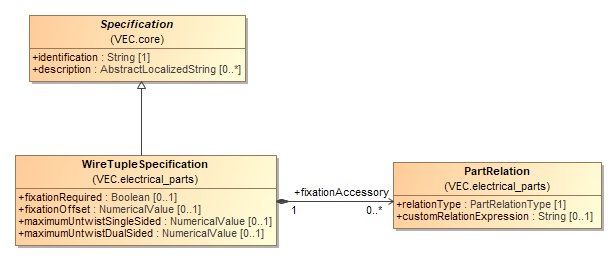 Specification
(VEC.core)
+identification : String [1]
+description : AbstractLocalizedString [0..*]
WireTupleSpecification
(VEC.electrical_parts)
+fixationRequired : Boolean [0..1]
+fixationOffset : NumericalValue [0..1]
+maximumUntwistSingleSided : NumericalValue [0..1]
+maximumUntwistDualSided : NumericalValue [0..1]
+fixationAccessory
1 0..*
PartRelation
(VEC.electrical_parts)
+relationType : PartRelationType [1]
+customRelationExpression : String [0..1]